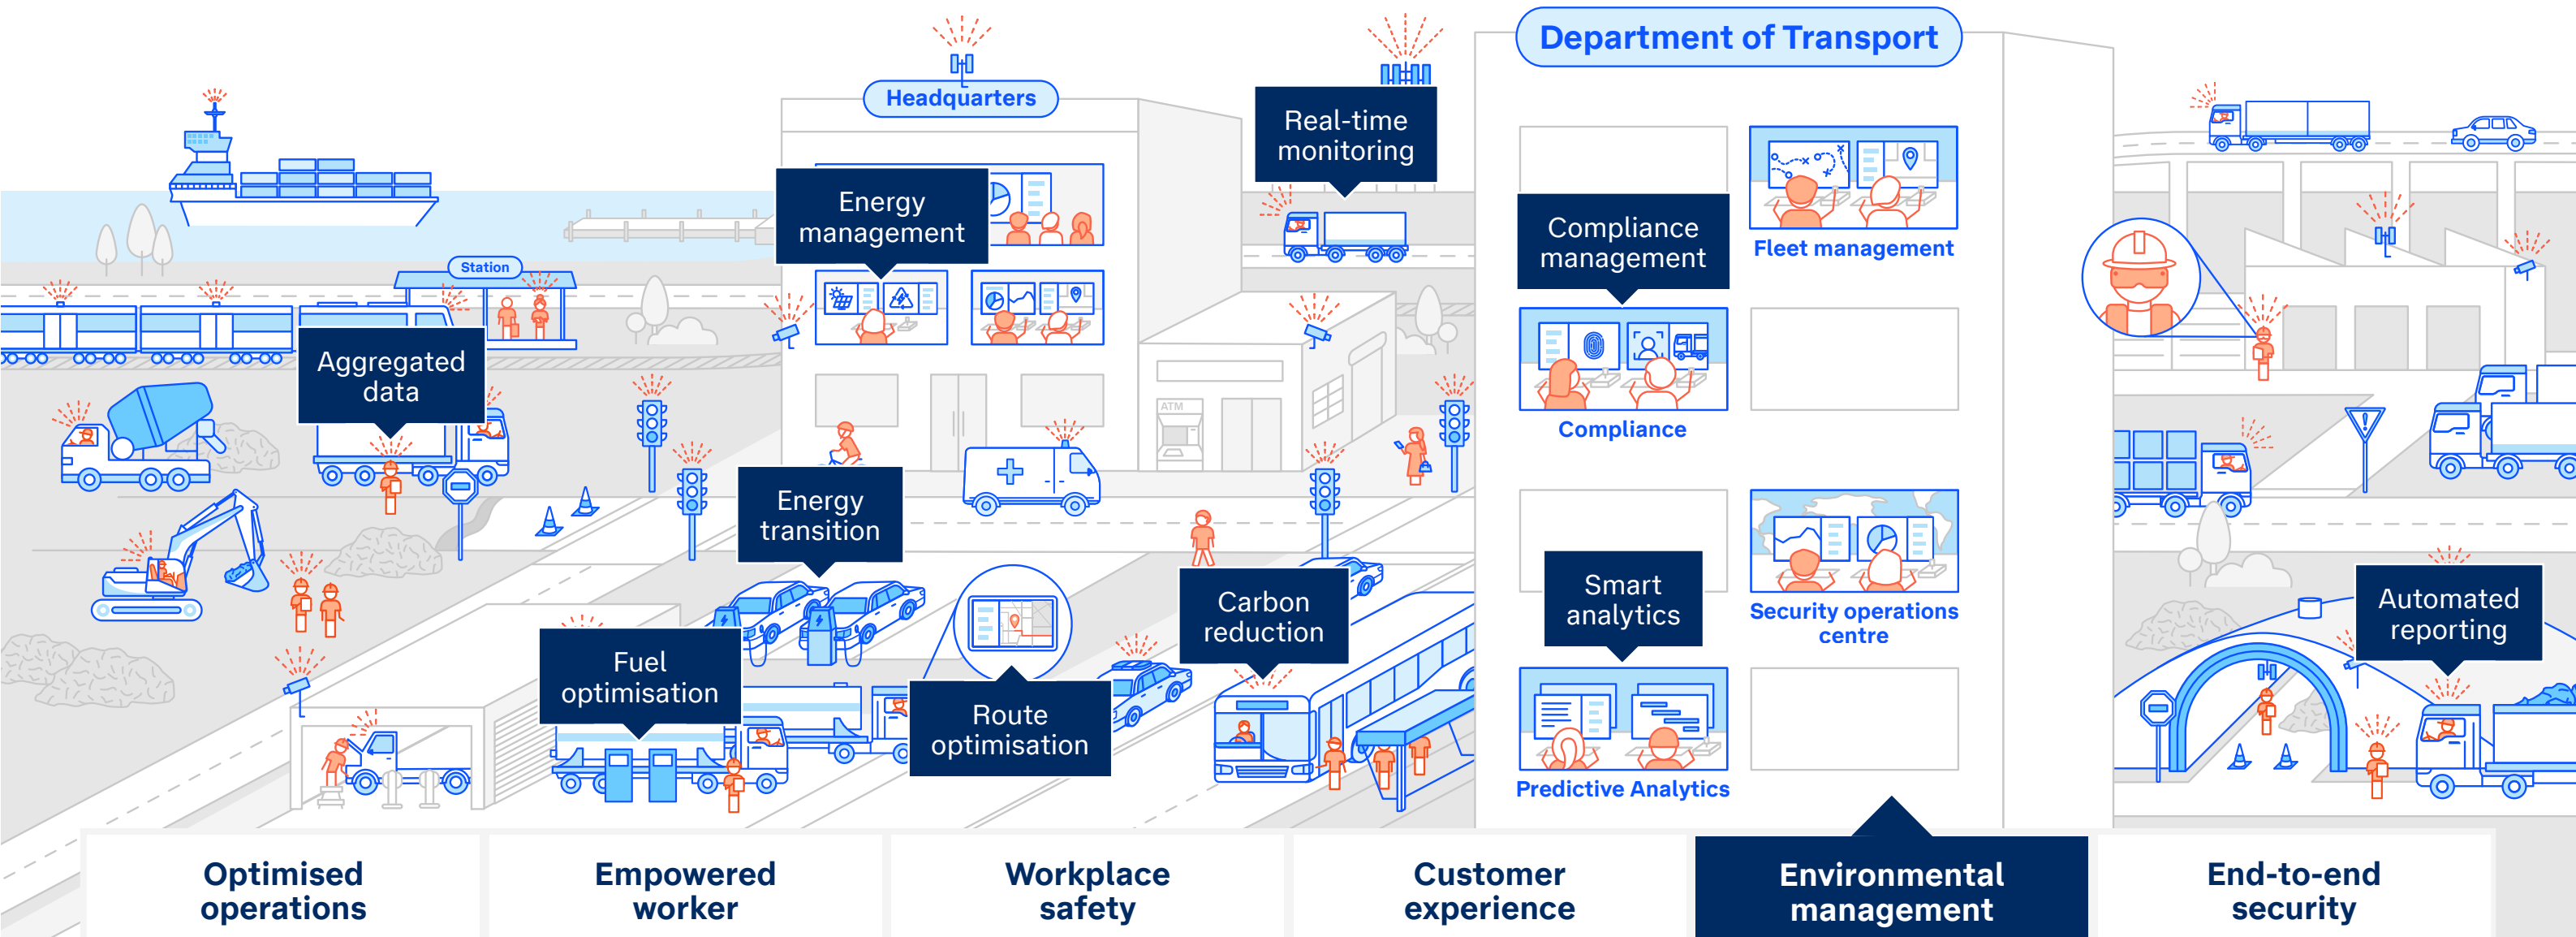 Department of Transport
Headquarters
Real-time
monitoring
Energy
management
Compliance
management
Fleet management
Station
Aggregated
data
ATM
Compliance
Energy
transition
Smart
analytics
Security operations
centre
Carbon
reduction
Automated
reporting
Fuel
optimisation
Route
optimisation
Predictive Analytics
Optimised
operations
Empowered
worker
Workplace
safety
Customer
experience
Environmental
management
End-to-end
security